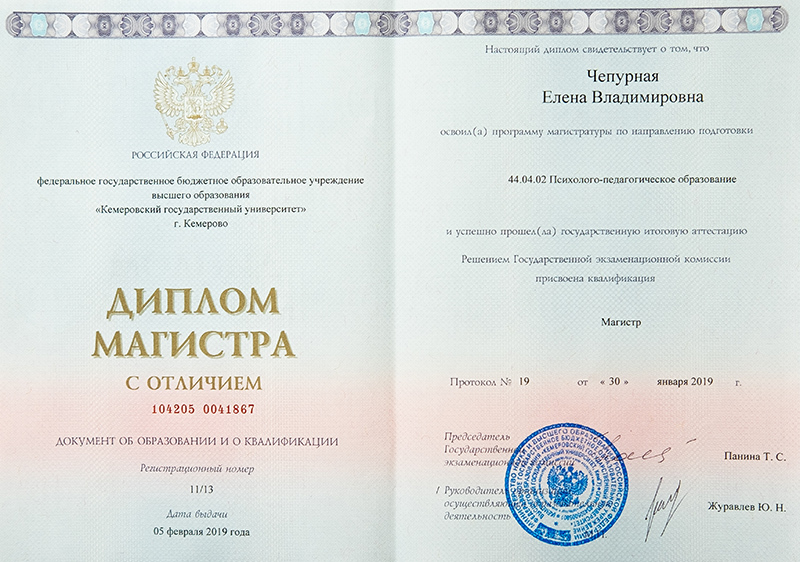 РОССИЙСКАЯ ФЕДЕРАЦИЯ
федеральное государственное бюджетное образовательное учреждение
высшего образования
«Кемеровский государственный университет»
г. Кемерово
ДИПЛОМ
МАГИСТРА
С ОТЛИЧИЕМ
104205 0041867
ДОКУМЕНТ ОБ ОБРАЗОВАНИИ И О КВАЛИФИКАЦИИ
Регистрационный номер
11/13
Дата выдачи
05 февраля 2019 года
Настоящий диплом свидетельствует о том, что
Чепурная
Елена Владимировна
освоил(а) программу магистратуры по направлению подготовки
44.04.02 Психолого-педагогическое образование
и успешно прошел(ла) государственную итоговую аттестацию
Решением Государственной экзаменационной комиссии
присвоена квалификация
Магистр
Протокол № 19 от « 30 » января 2019 г.
Председатель
Государственной
экзаменационной комиссии
Панина Т. С.
/ Руководитель
осуществляющей
деятельность
Журавлев Ю. Н.